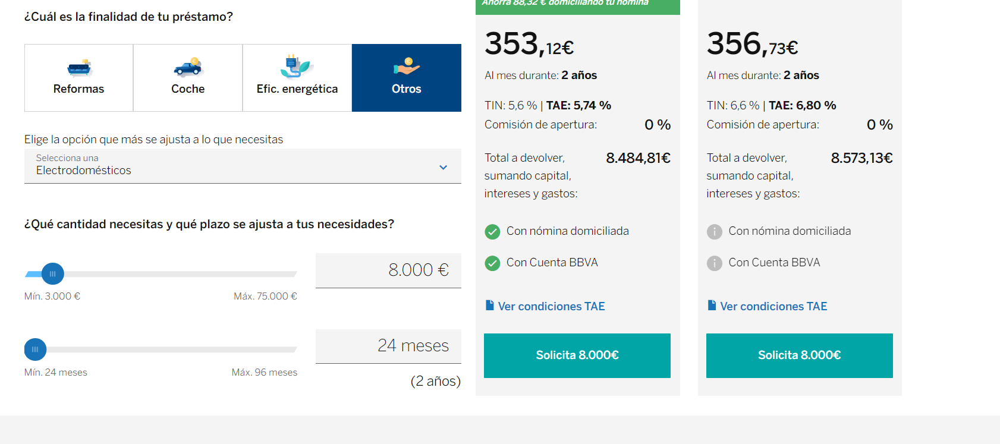 ¿Cuál es la finalidad de tu préstamo?
Reformas
Coche
Efic. energética
Otros
Elige la opción que más se ajusta a lo que necesitas
Selecciona una
Electrodomésticos
¿Qué cantidad necesitas y qué plazo se ajusta a tus necesidades?
8.000 €
Mín. 3.000 €
Máx. 75.000 €
24 meses
Mín. 24 meses
Máx. 96 meses
(2 años)
Ahorra 88,32 € domiciliando tu nómina
353,12€
Al mes durante: 2 años
TIN: 5,6 % | TAE: 5,74 %
Comisión de apertura: 0 %
Total a devolver, 8.484,81€
sumando capital,
intereses y gastos:
Con nómina domiciliada
Con Cuenta BBVA
Ver condiciones TAE
Solicita 8.000€
356,73€
Al mes durante: 2 años
TIN: 6,6 % | TAE: 6,80 %
Comisión de apertura: 0 %
Total a devolver, 8.573,13€
sumando capital,
intereses y gastos:
Con nómina domiciliada
Con Cuenta BBVA
Ver condiciones TAE
Solicita 8.000€